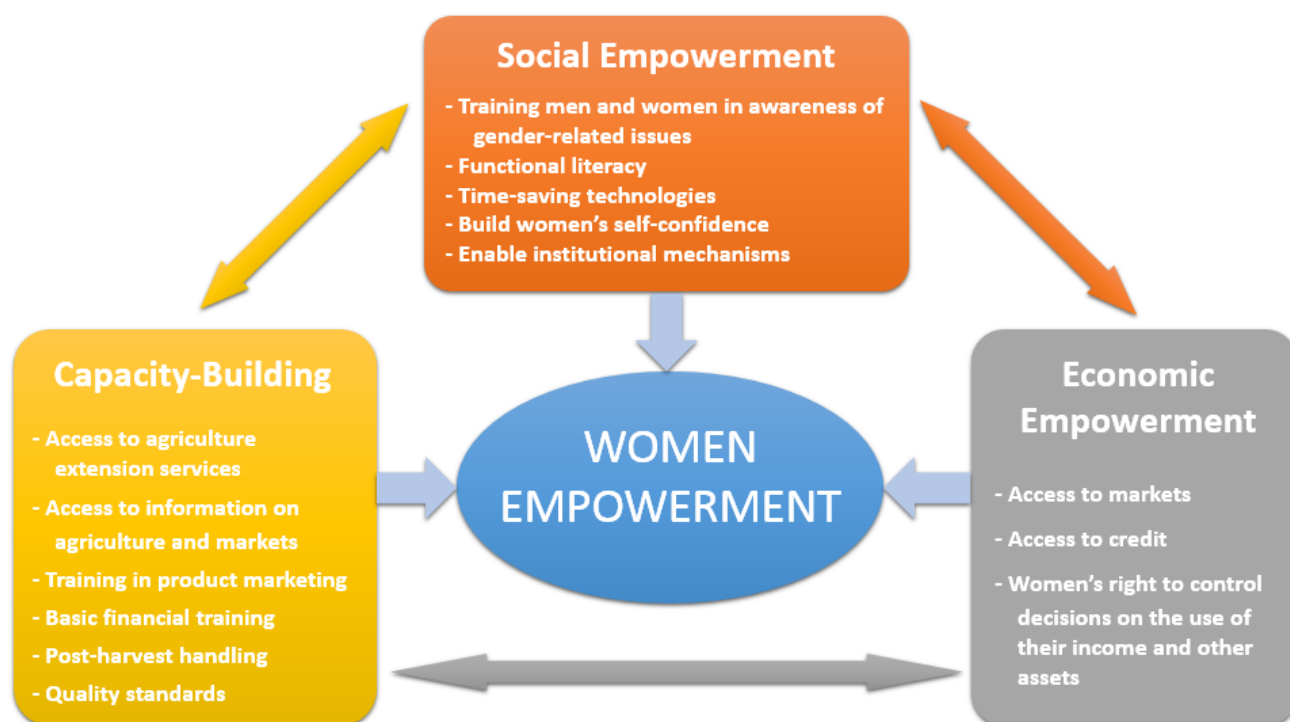 Social Empowerment
- Training men and women in awareness of
gender-related issues
- Functional literacy
- Time-saving technologies
- Build women's self-confidence
- Enable institutional mechanisms
Capacity-Building
- Access to agriculture
extension services
- Access to information on
agriculture and markets
- Training in product marketing
- Basic financial training
- Post-harvest handling
- Quality standards
WOMEN
EMPOWERMENT
Economic
Empowerment
- Access to markets
- Access to credit
- Women's right to control
decisions on the use of
their income and other
assets